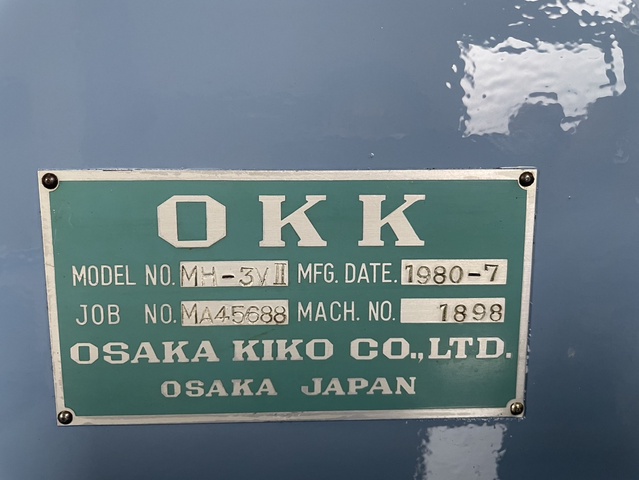 OKK
MODEL NO. MH-3VII MFG. DATE. 1980-7
JOB NO. MA45688 MACH. NO. 1898
OSAKA KIKO CO.,LTD.
OSAKA JAPAN